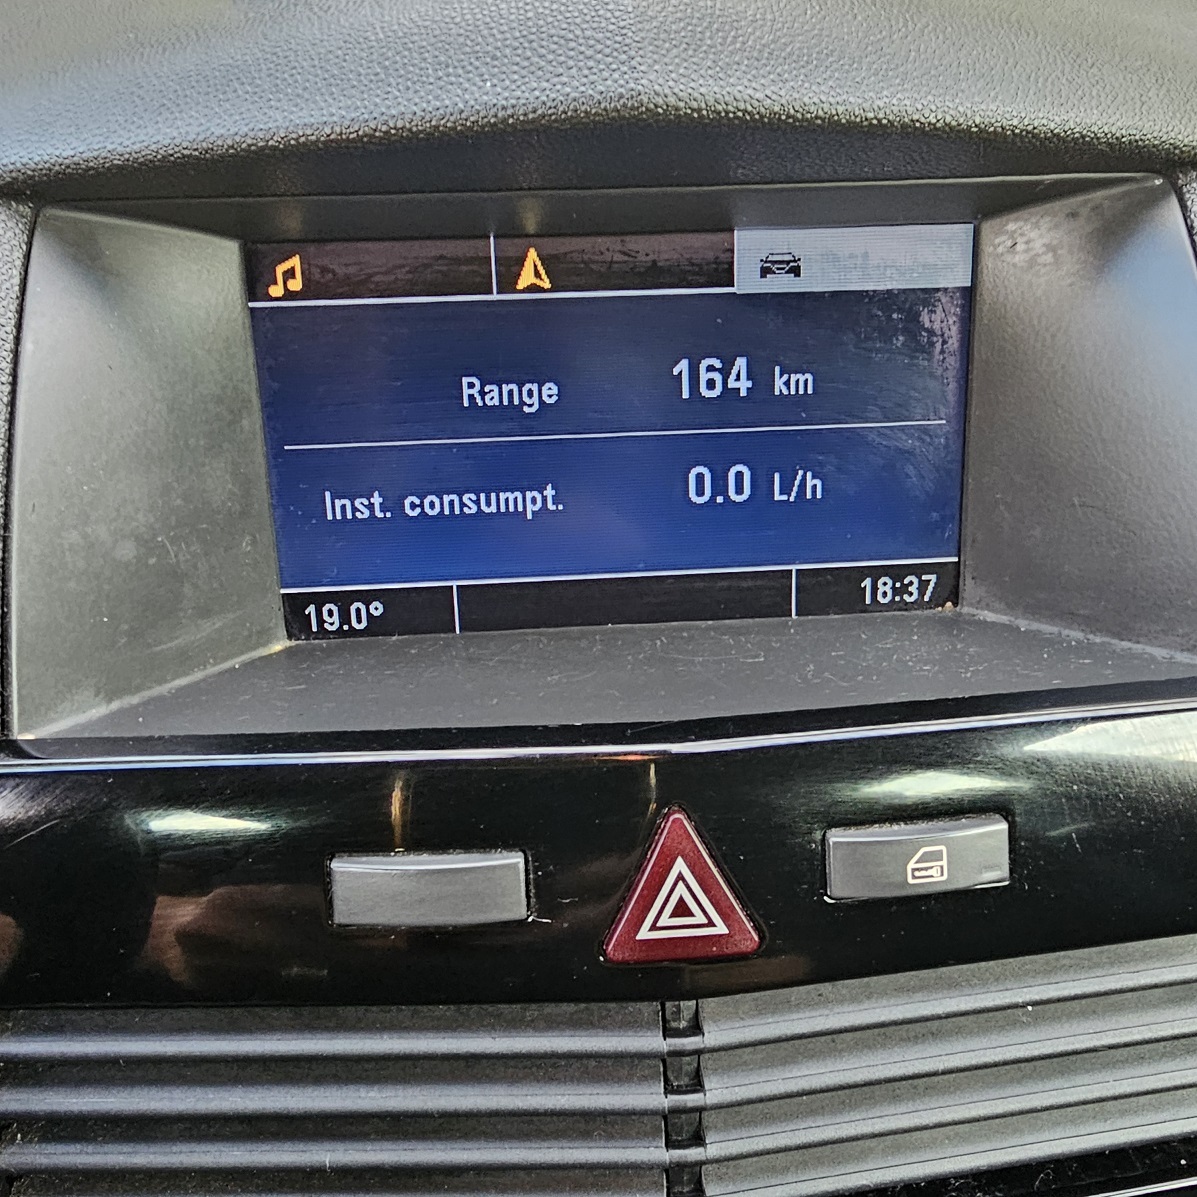 Range 164 km
Inst. consumpt. 0.0 L/h
19.0° 18:37